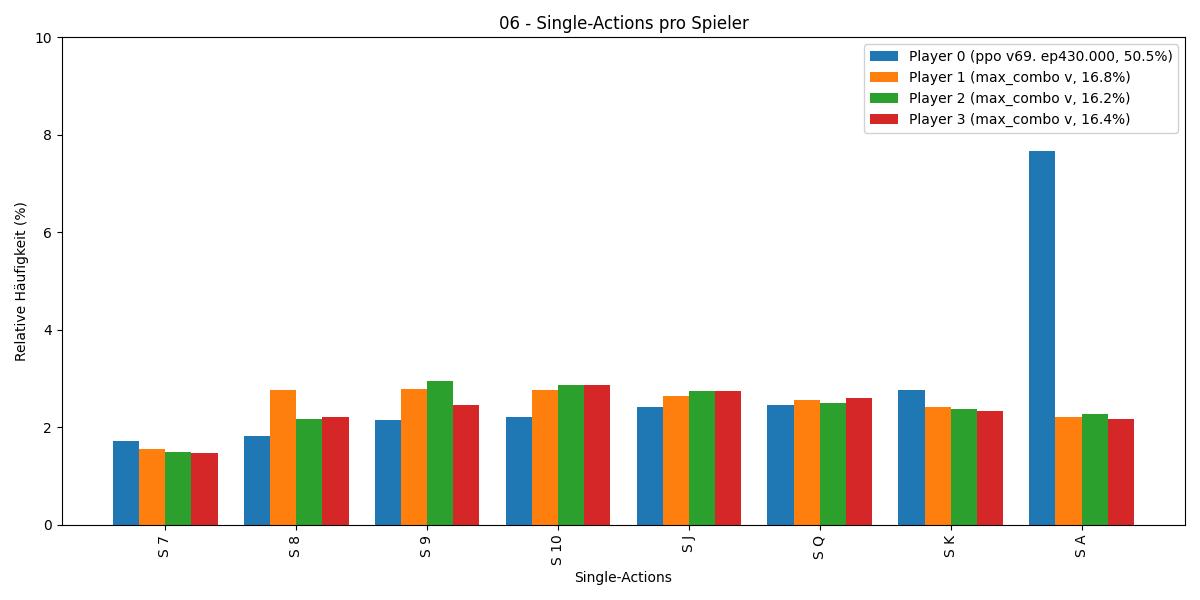 06 - Single-Actions pro Spieler
Player 0 (ppo v69. ep430.000, 50.5%)
Player 1 (max_combo v, 16.8%)
Player 2 (max_combo v, 16.2%)
Player 3 (max_combo v, 16.4%)
Relative Häufigkeit (%)
10
8
6
4
2
0
S 7
S 8
S 9
S 10
S J
S Q
S K
S A
Single-Actions